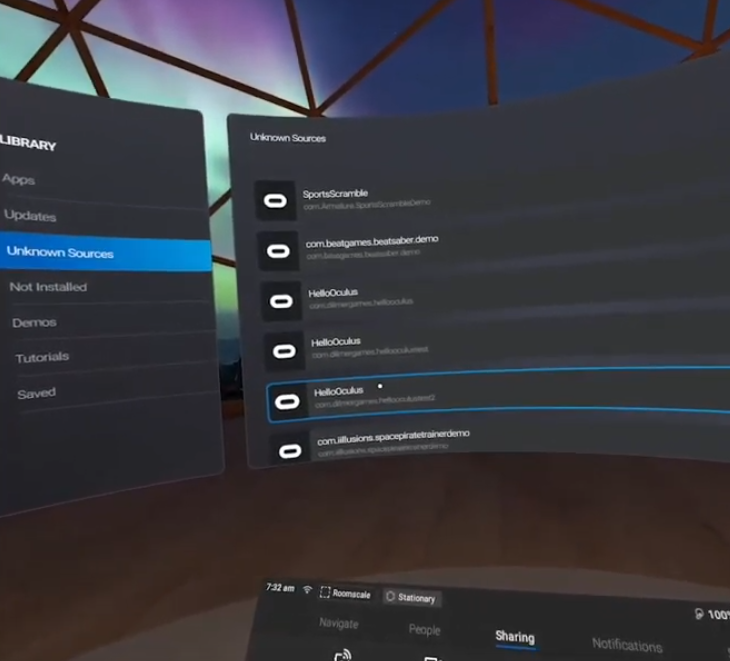 LIBRARY
Apps
Updates
Unknown Sources
Not Installed
Demos
Tutorials
Saved
Unknown Sources
SportsScramble
com.Armature.SportsScrambleDemo
com.beatgames.beatsaber.demo
com.beatgames.beatsaber.demo
HelloOculus
com.dilmergames.hellooculus
HelloOculus
com.dilmergames.hellooculustest
HelloOculus
com.dilmergames.hellooculustest2
com.iillusions.spacepiratetrainerdemo
com.iillusions.spacepiratetrainerdemo
7:32 am
Roomscale
Stationary
100%
Navigate
People
Sharing
Notifications